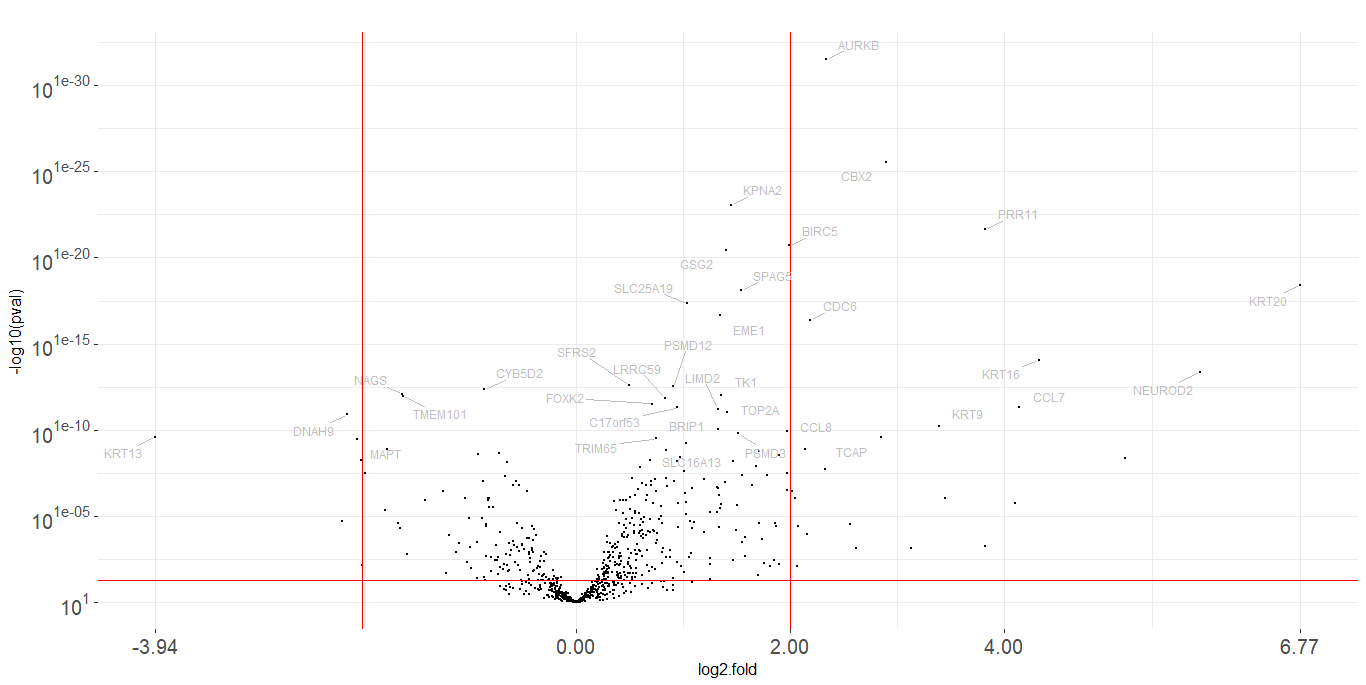 AURKB
10^1e-30
CBX2
10^1e-25
KPNA2
PRR11
BIRC5
10^1e-20
GSG2
SPAG5
SLC25A19
KRT20
CDC6
EME1
10^1e-15
PSMD12
SFRS2
LRRC59
CYB5D2
LIMD2
TK1
KRT16
NEUROD2
NAGS
FOXK2
CCL7
TMEM101
TOP2A
KRT9
C17orf53
BRIP1
CCL8
10^1e-10
DNAH9
KRT13
MAPT
TRIM65
SLC16A13
PSMD3
TCAP
10^1e-05
10^1
-log10(pval)
-3.94
0.00
2.00
4.00
6.77
log2.fold